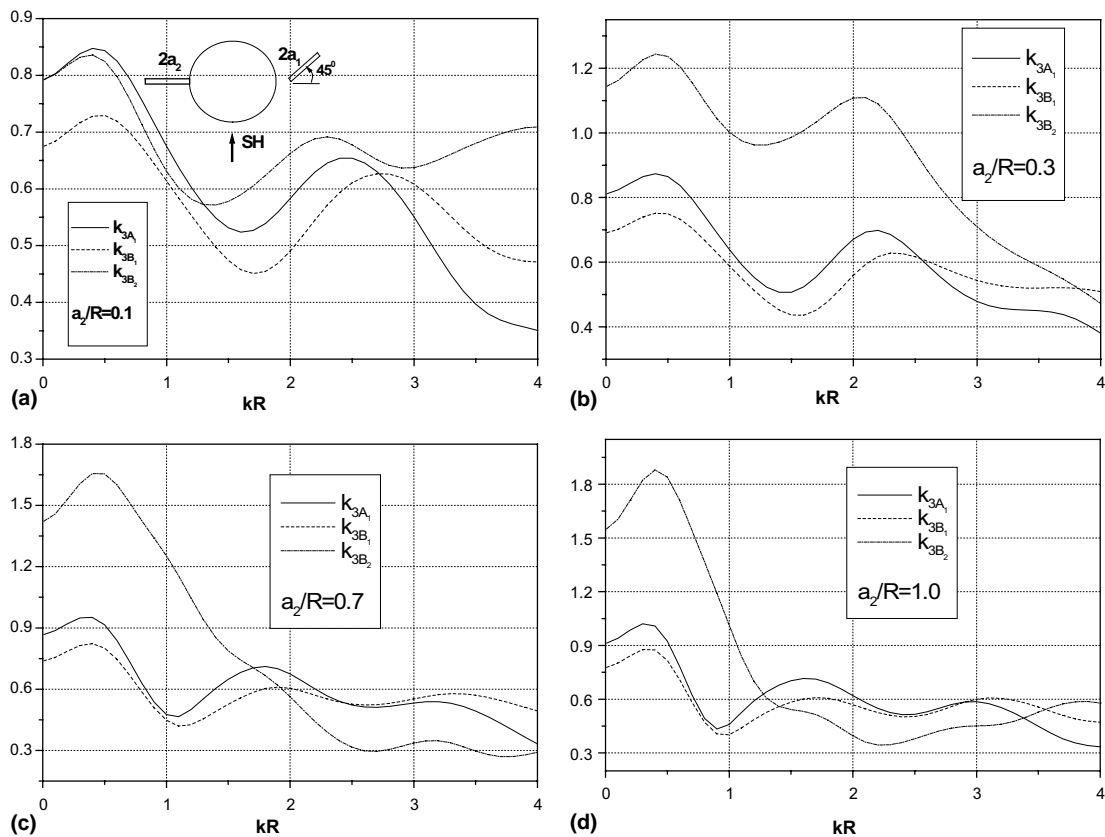 0.9
0.8
0.7
0.6
0.5
0.4
0.3
2a₂
2a₁
45⁰
SH
k₃A₁
k₃B₁
k₃B₂
a₂/R=0.1
0 1 2 3 4
(a) kR
1.2
1.0
0.8
0.6
0.4
k₃A₁
k₃B₁
k₃B₂
a₂/R=0.3
0 1 2 3 4
(b) kR
1.8
1.5
1.2
0.9
0.6
0.3
k₃A₁
k₃B₁
k₃B₂
a₂/R=0.7
0 1 2 3 4
(c) kR
1.8
1.5
1.2
0.9
0.6
0.3
k₃A₁
k₃B₁
k₃B₂
a₂/R=1.0
0 1 2 3 4
(d) kR